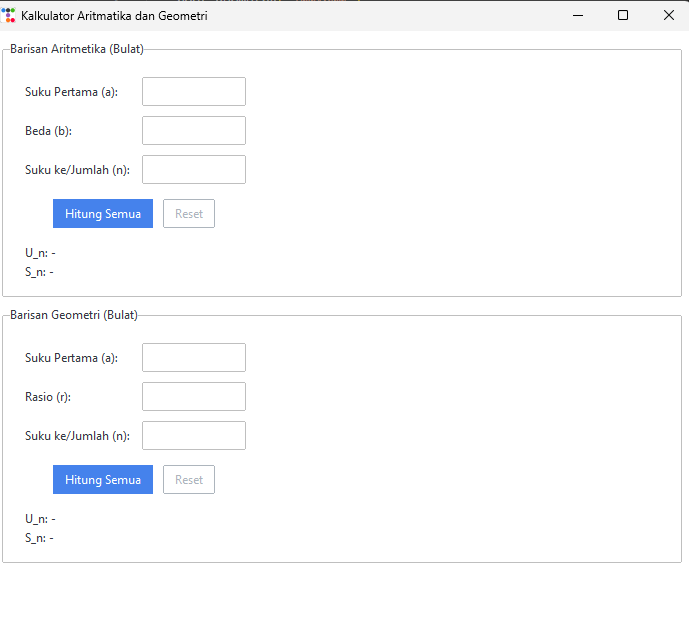 Kalkulator Aritmatika dan Geometri
Barisan Aritmetika (Bulat)
Suku Pertama (a):
Beda (b):
Suku ke/Jumlah (n):
Hitung Semua Reset
U_n: -
S_n: -
Barisan Geometri (Bulat)
Suku Pertama (a):
Rasio (r):
Suku ke/Jumlah (n):
Hitung Semua Reset
U_n: -
S_n: -